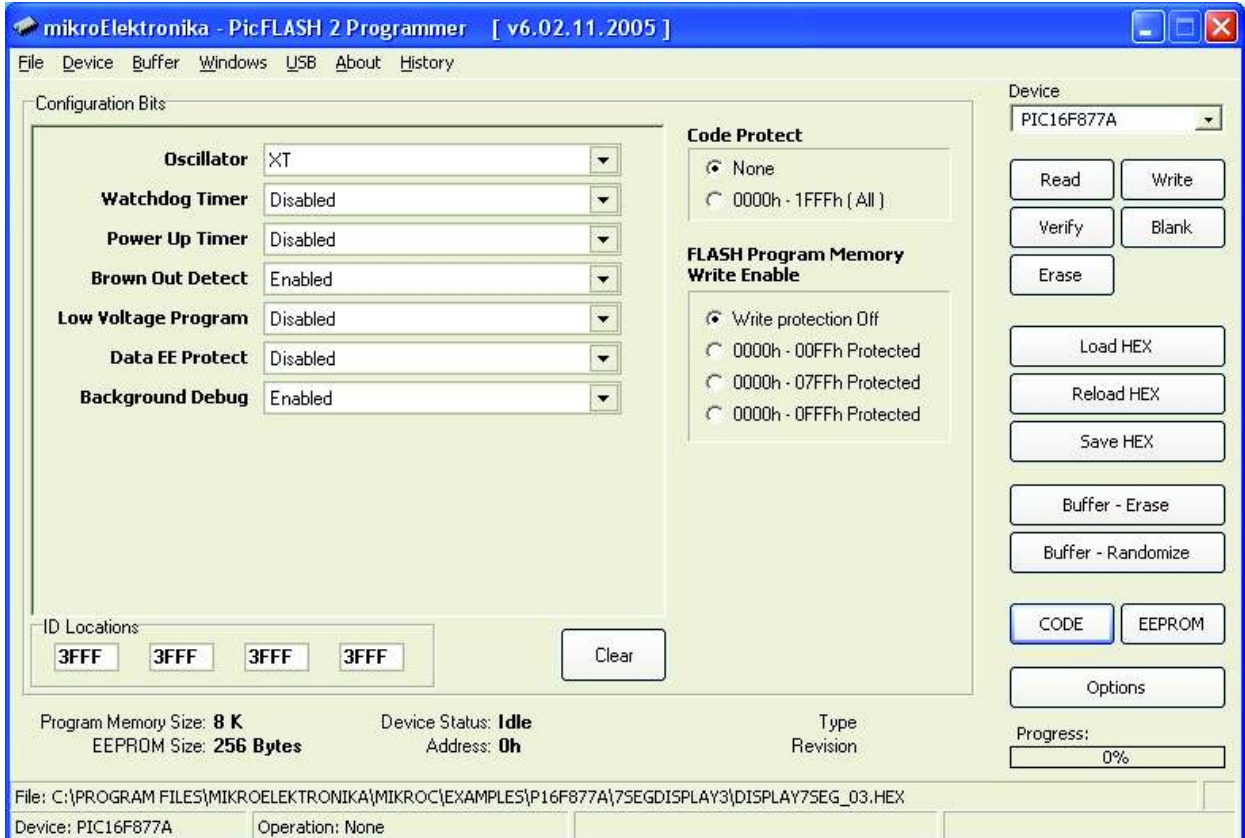 mikroElektronika - PicFLASH 2 Programmer [ v6.02.11.2005 ]
File Device Buffer Windows USB About History
Configuration Bits
Oscillator XT
Watchdog Timer Disabled
Power Up Timer Disabled
Brown Out Detect Enabled
Low Voltage Program Disabled
Data EE Protect Disabled
Background Debug Enabled
Code Protect
None
0000h - 1FFFh ( All )
FLASH Program Memory
Write Enable
Write protection Off
0000h - 00FFh Protected
0000h - 07FFh Protected
0000h - 0FFFh Protected
ID Locations
3FFF 3FFF 3FFF 3FFF
Clear
Device
PIC16F877A
Read Write
Verify Blank
Erase
Load HEX
Reload HEX
Save HEX
Buffer - Erase
Buffer - Randomize
CODE EEPROM
Options
Progress:
0%
Program Memory Size: 8 K Device Status: Idle Type
EEPROM Size: 256 Bytes Address: 0h Revision
File: C:\PROGRAM FILES\MIKROELEKTRONIKA\MIKROC\EXAMPLES\P16F877A\7SEGDISPLAY3\DISPLAY7SEG_03.HEX
Device: PIC16F877A Operation: None